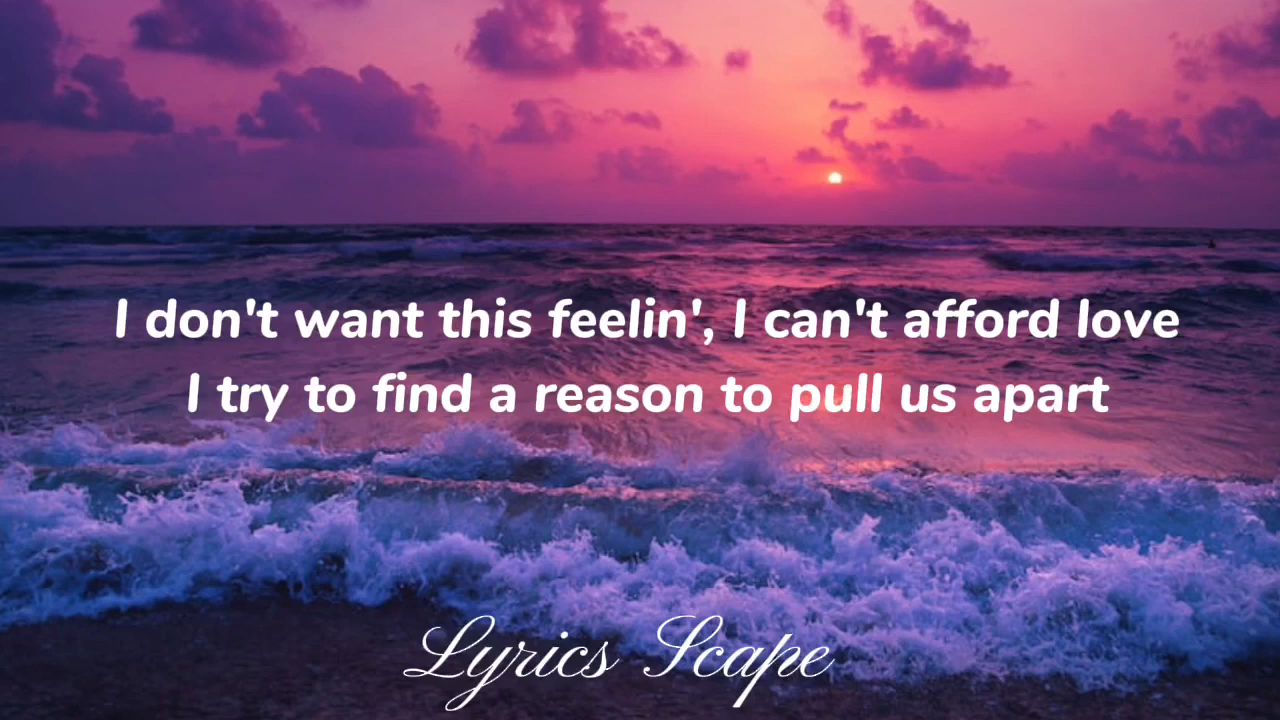 I don't want this feelin', I can't afford love
I try to find a reason to pull us apart
Lyrics Scape